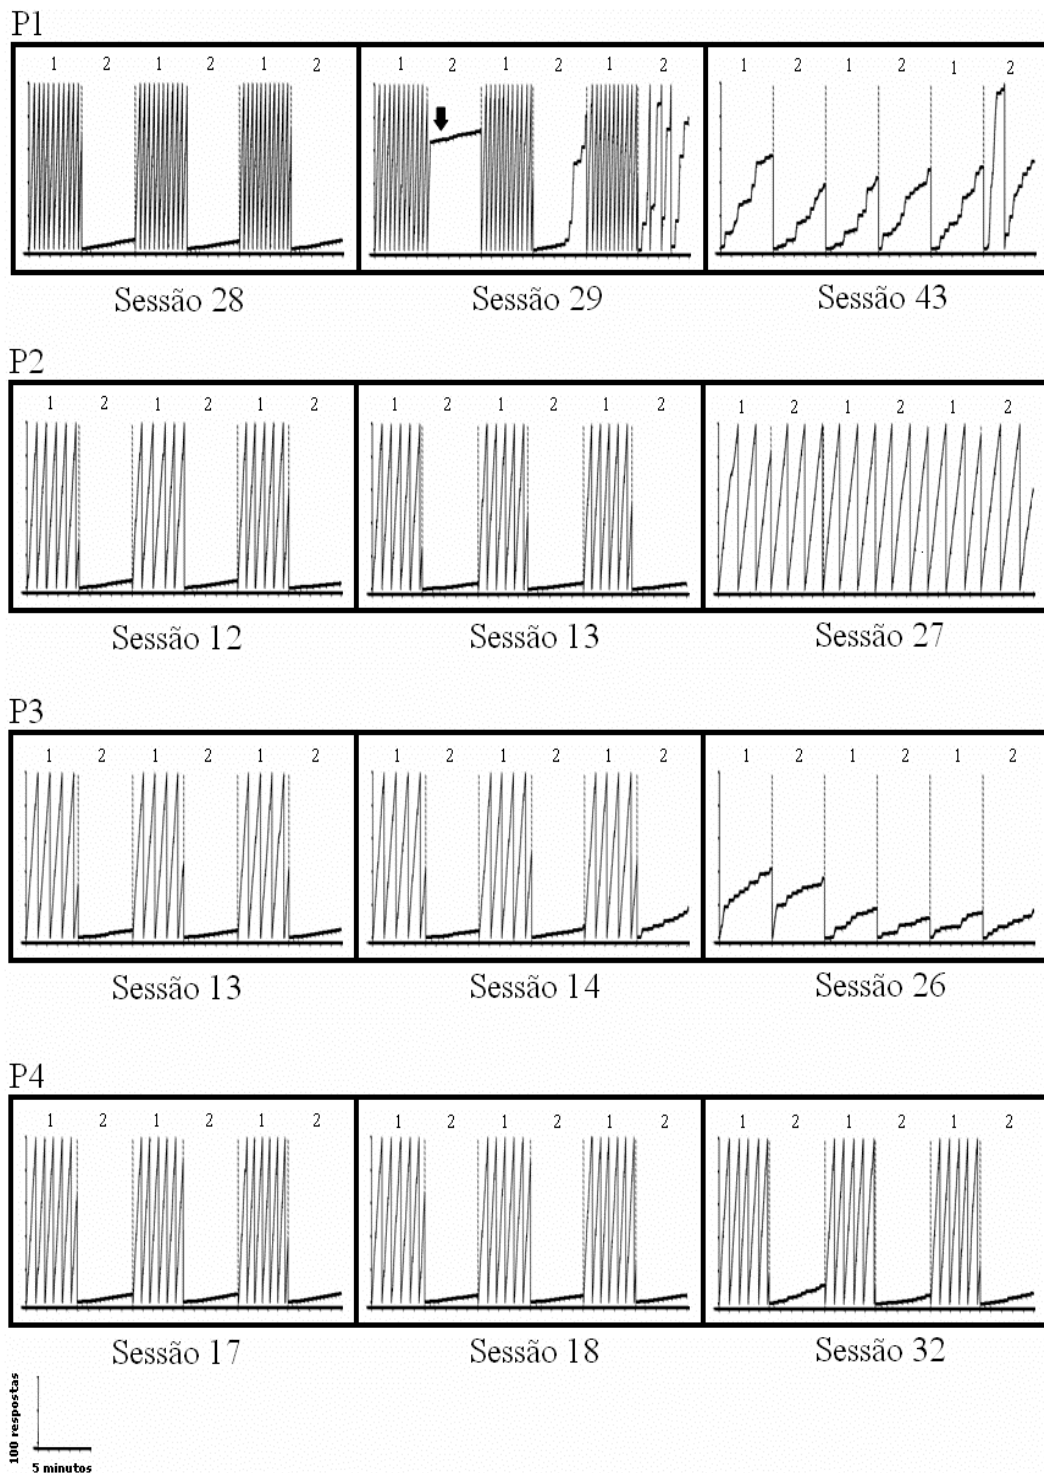 P1
1 2 1 2 1 2
1 2 1 2 1 2
1 2 1 2 1 2
Sessão 28
Sessão 29
Sessão 43
P2
1 2 1 2 1 2
1 2 1 2 1 2
1 2 1 2 1 2
Sessão 12
Sessão 13
Sessão 27
P3
1 2 1 2 1 2
1 2 1 2 1 2
1 2 1 2 1 2
Sessão 13
Sessão 14
Sessão 26
P4
1 2 1 2 1 2
1 2 1 2 1 2
1 2 1 2 1 2
Sessão 17
Sessão 18
Sessão 32
100 respostas
5 minutos